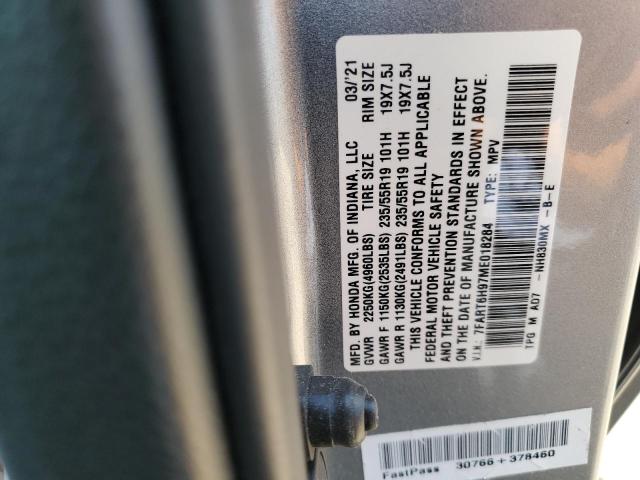 MFD. BY HONDA MFG. OF INDIANA, LLC 03/'21
GVWR 2250KG(4960LBS) TIRE SIZE RIM SIZE
GAWR F 1150KG(2535LBS) 235/55R19 101H 19X7.5J
GAWR R 1130KG(2491LBS) 235/55R19 101H 19X7.5J
THIS VEHICLE CONFORMS TO ALL APPLICABLE
FEDERAL MOTOR VEHICLE SAFETY
AND THEFT PREVENTION STANDARDS IN EFFECT
ON THE DATE OF MANUFACTURE SHOWN ABOVE.
V.I.N.: 7FART6H97ME018284 TYPE: MPV
TPG M A07 -NH830MX -B-E
FastPass 30766+378460